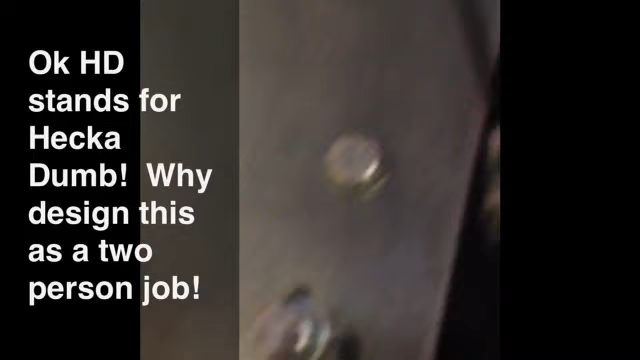 Ok HD
stands for
Hecka
Dumb!  Why
design this
as a two
person job!